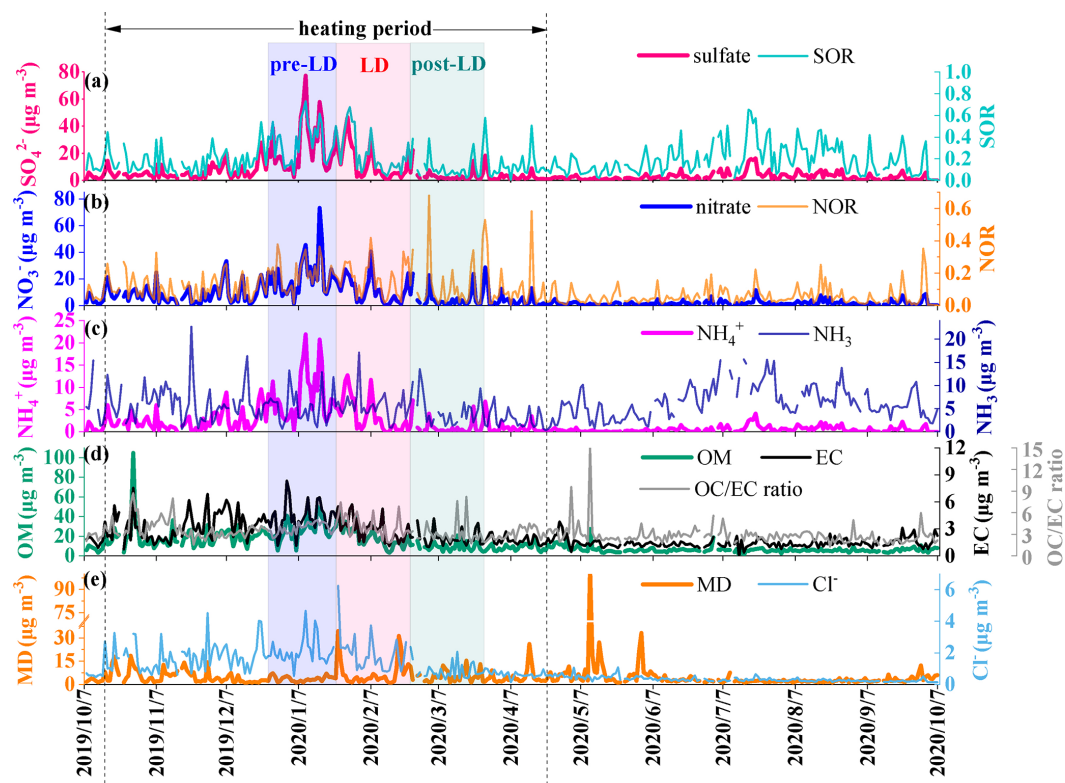 heating period
pre-LD LD post-LD
sulfate SOR
(a)
SO₄²⁻ (μg m⁻³)
80
60
40
20
0
SOR
1.0
0.8
0.6
0.4
0.2
0.0
nitrate NOR
(b)
NO₃⁻ (μg m⁻³)
80
60
40
20
0
NOR
0.6
0.4
0.2
0.0
NH₄⁺ NH₃
(c)
NH₄⁺ (μg m⁻³)
25
20
15
10
5
0
NH₃ (μg m⁻³)
20
15
10
5
0
OM EC
OC/EC ratio
(d)
OM (μg m⁻³)
100
80
60
40
20
0
EC (μg m⁻³)
12
9
6
3
0
OC/EC ratio
15
12
9
6
3
0
MD Cl⁻
(e)
MD (μg m⁻³)
90
75
30
15
0
Cl⁻ (μg m⁻³)
6
4
2
0
2019/10/7
2019/11/7
2019/12/7
2020/1/7
2020/2/7
2020/3/7
2020/4/7
2020/5/7
2020/6/7
2020/7/7
2020/8/7
2020/9/7
2020/10/7